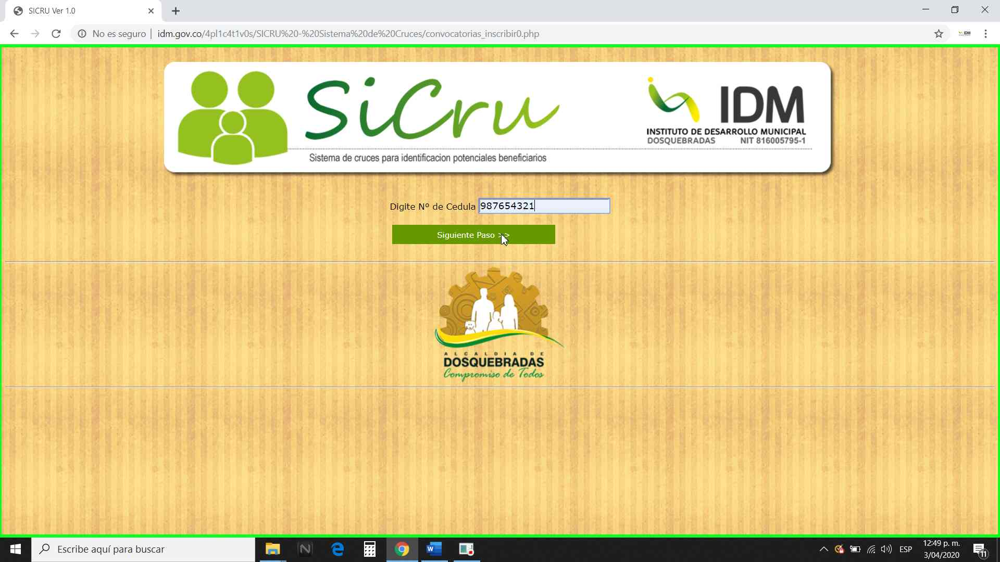 SICRU Ver 1.0
No es seguro | idm.gov.co/4pl1c4t1v0s/SICRU%20-%20Sistema%20de%20Cruces/convocatorias_inscribir0.php
IDM
SiCru
Sistema de cruces para identificacion potenciales beneficiarios
IDM
INSTITUTO DE DESARROLLO MUNICIPAL
DOSQUEBRADAS NIT 816005795-1
Digite Nº de Cedula 987654321
Siguiente Paso >>
ALCALDIA DE
DOSQUEBRADAS
Compromiso de Todos
Escribe aquí para buscar
ESP
12:49 p. m.
3/04/2020
11